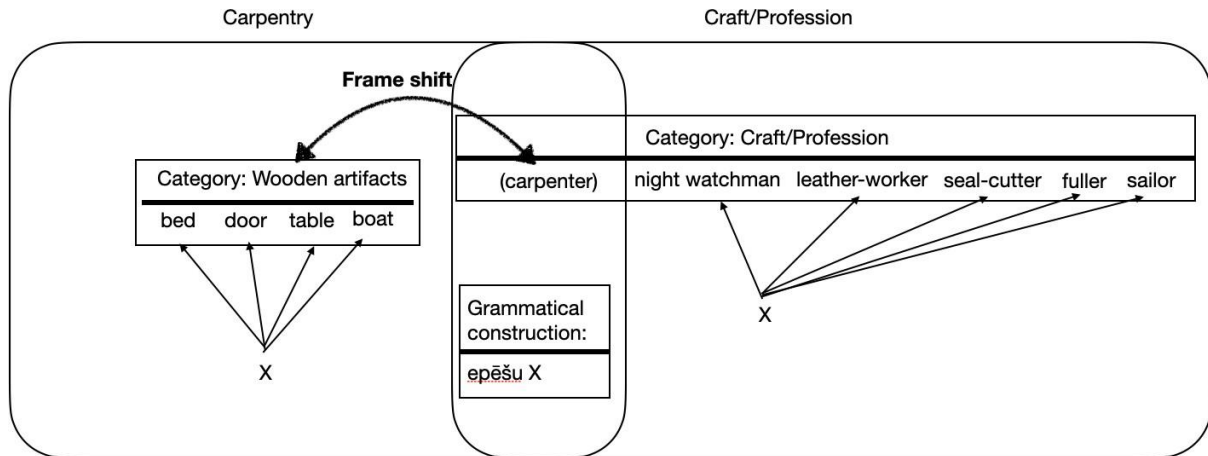 Carpentry
Craft/Profession
Frame shift
Category: Craft/Profession
Category: Wooden artifacts
(carpenter)
night watchman
leather-worker
seal-cutter
fuller
sailor
bed
door
table
boat
Grammatical
construction:
epēšu X
X
X